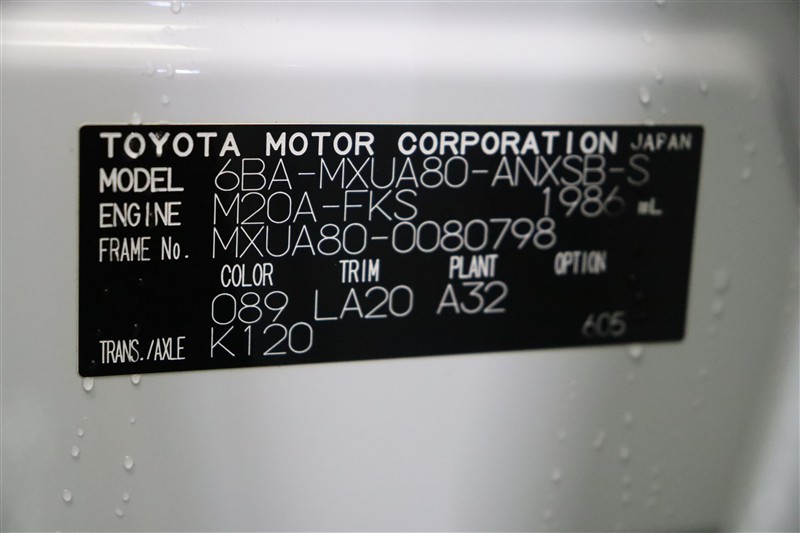 TOYOTA MOTOR CORPORATION JAPAN
MODEL 6BA-MXUA80-ANXSB-S
ENGINE M20A-FKS 1986 mL
FRAME No. MXUA80-0080798
COLOR TRIM PLANT OPTION
089 LA20 A32
TRANS./AXLE K120 605